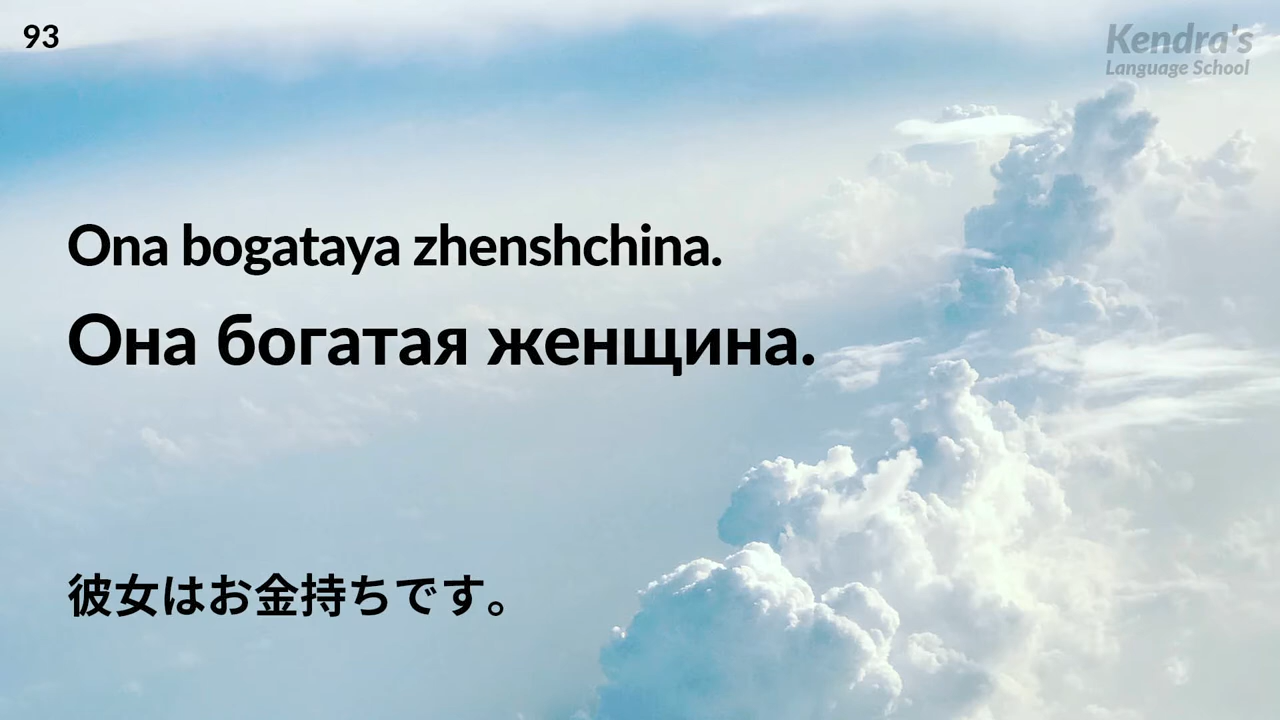 93
Kendra's
Language School
Ona bogataya zhenshchina.
Она богатая женщина.
彼女はお金持ちです。